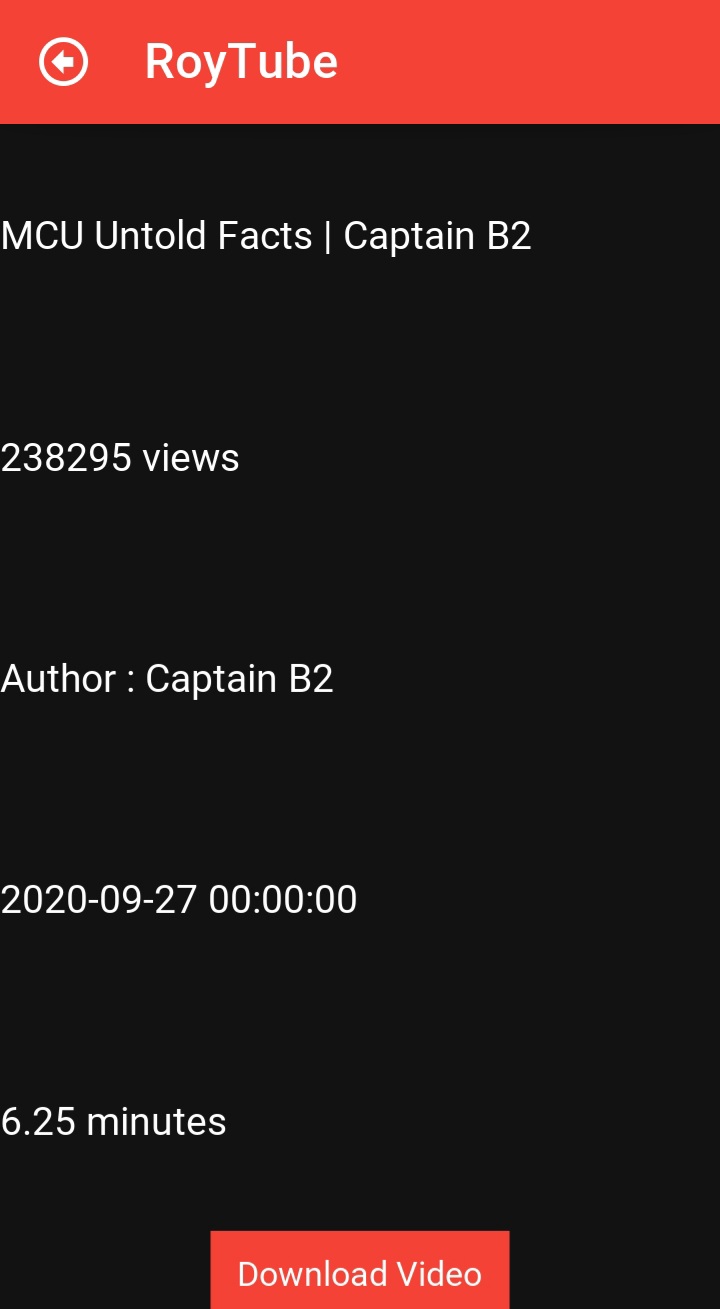 RoyTube
MCU Untold Facts | Captain B2
238295 views
Author : Captain B2
2020-09-27 00:00:00
6.25 minutes
Download Video